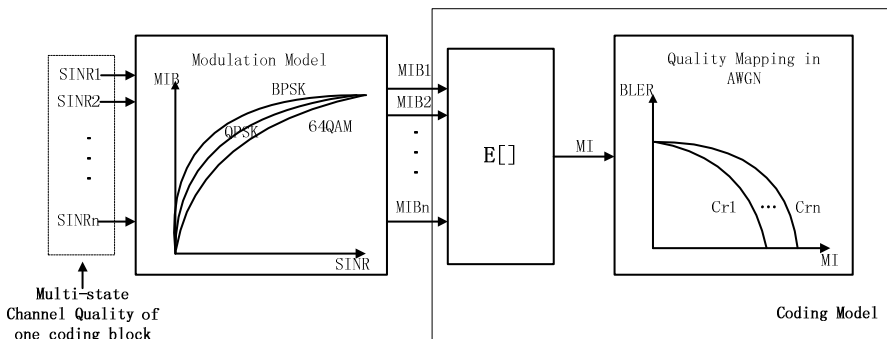 SINR1
SINR2
SINRn
Multi-state
Channel Quality of
one coding block
Modulation Model
MIB
BPSK
QPSK
64QAM
SINR
MIB1
MIB2
MIBn
E[]
MI
Quality Mapping in
AWGN
BLER
Cr1
...
Crn
MI
Coding Model